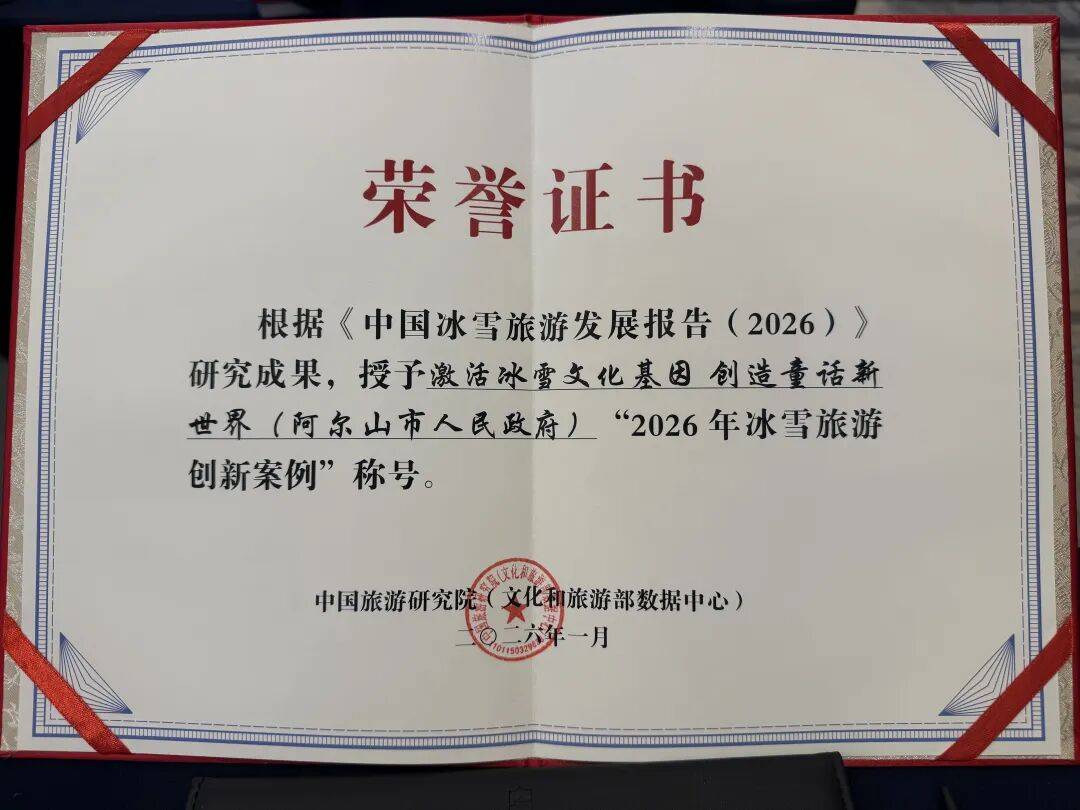 荣誉证书
根据《中国冰雪旅游发展报告（2026）》
研究成果，授予激活冰雪文化基因 创造童话新
世界（阿尔山市人民政府）“2026年冰雪旅游
创新案例”称号。
中国旅游研究院（文化和旅游部数据中心）
二〇二六年一月